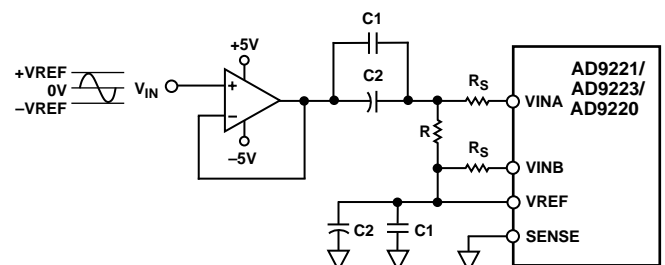 C1
+5V
+VREF
0V
–VREF
VIN
+
–
–5V
C2
RS
VINA
AD9221/
AD9223/
AD9220
R
RS
VINB
VREF
C2
C1
SENSE